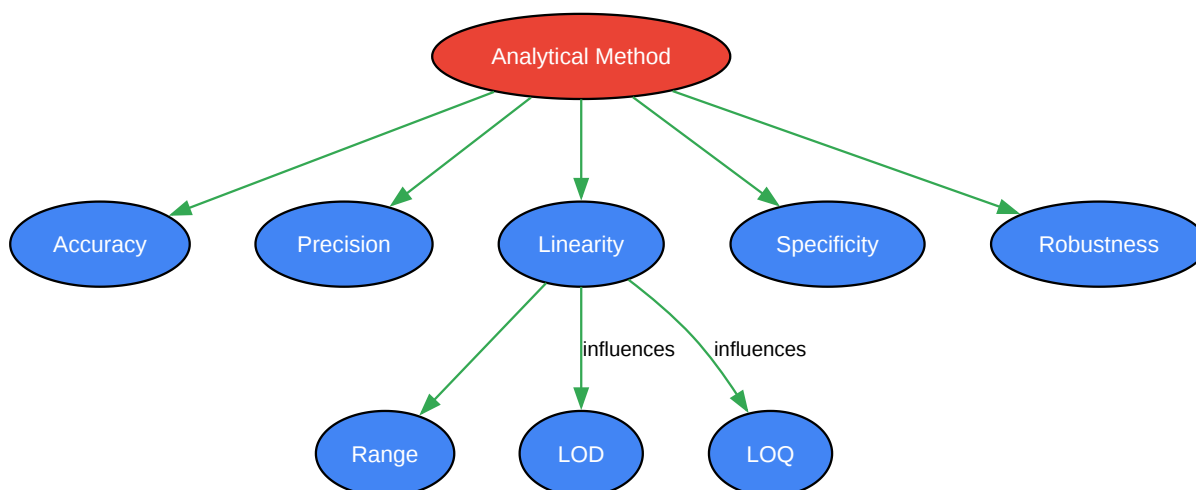 Analytical Method
Accuracy
Precision
Linearity
Specificity
Robustness
influences
influences
Range
LOD
LOQ